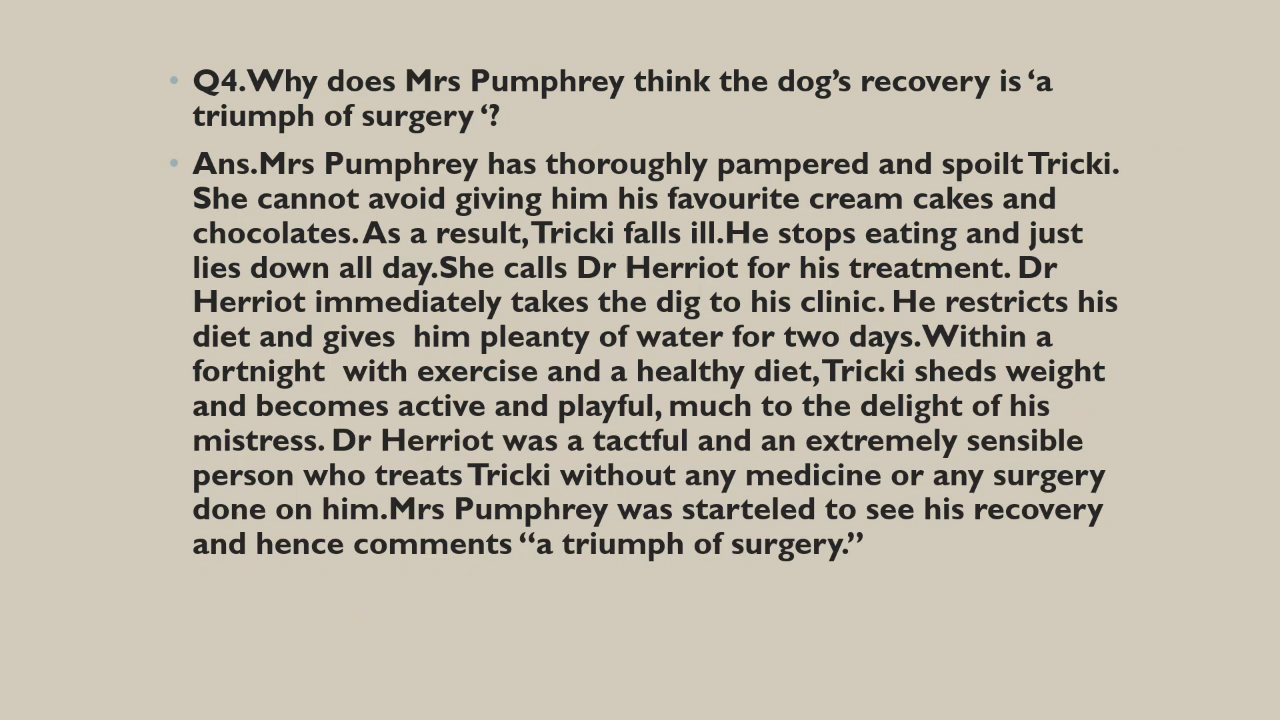 • Q4.Why does Mrs Pumphrey think the dog’s recovery is ‘a
triumph of surgery ‘?
• Ans.Mrs Pumphrey has thoroughly pampered and spoilt Tricki.
She cannot avoid giving him his favourite cream cakes and
chocolates. As a result, Tricki falls ill.He stops eating and just
lies down all day.She calls Dr Herriot for his treatment. Dr
Herriot immediately takes the dig to his clinic. He restricts his
diet and gives  him pleanty of water for two days.Within a
fortnight  with exercise and a healthy diet, Tricki sheds weight
and becomes active and playful, much to the delight of his
mistress. Dr Herriot was a tactful and an extremely sensible
person who treats Tricki without any medicine or any surgery
done on him.Mrs Pumphrey was starteled to see his recovery
and hence comments “a triumph of surgery.”